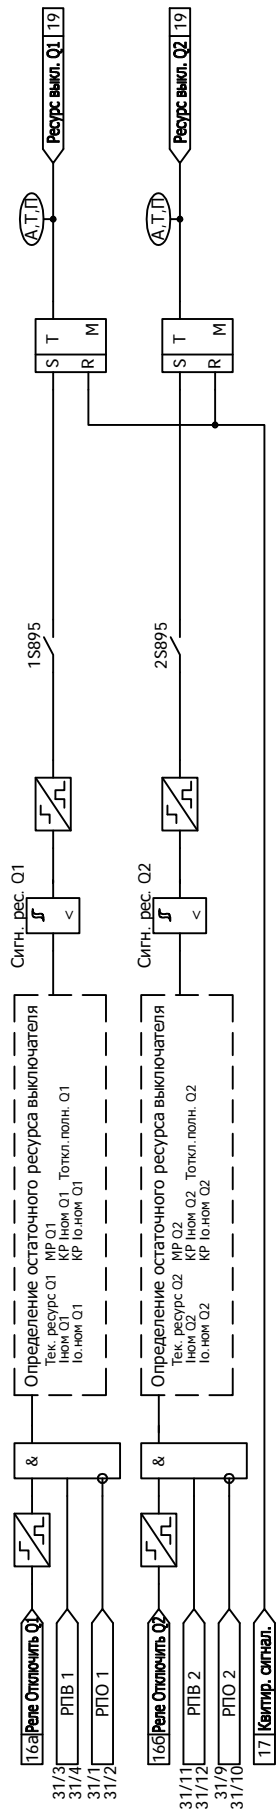 16а Реле Отключить Q1
31/3
31/4
РПВ 1
31/1
31/2
РПО 1
&
Определение остаточного ресурса выключателя
Тек. ресурс Q1 МР Q1
Iном Q1 КР Iном Q1 Тоткл.полн. Q1
Iо.ном Q1 КР Iо.ном Q1
Сигн. рес. Q1
<
1S895
S T
R M
А,Т,П
Ресурс выкл. Q1 19
16б Реле Отключить Q2
31/11
31/12
РПВ 2
31/9
31/10
РПО 2
&
Определение остаточного ресурса выключателя
Тек. ресурс Q2 МР Q2
Iном Q2 КР Iном Q2 Тоткл.полн. Q2
Iо.ном Q2 КР Iо.ном Q2
Сигн. рес. Q2
<
2S895
S T
R M
А,Т,П
Ресурс выкл. Q2 19
17 Квитир. сигнал.